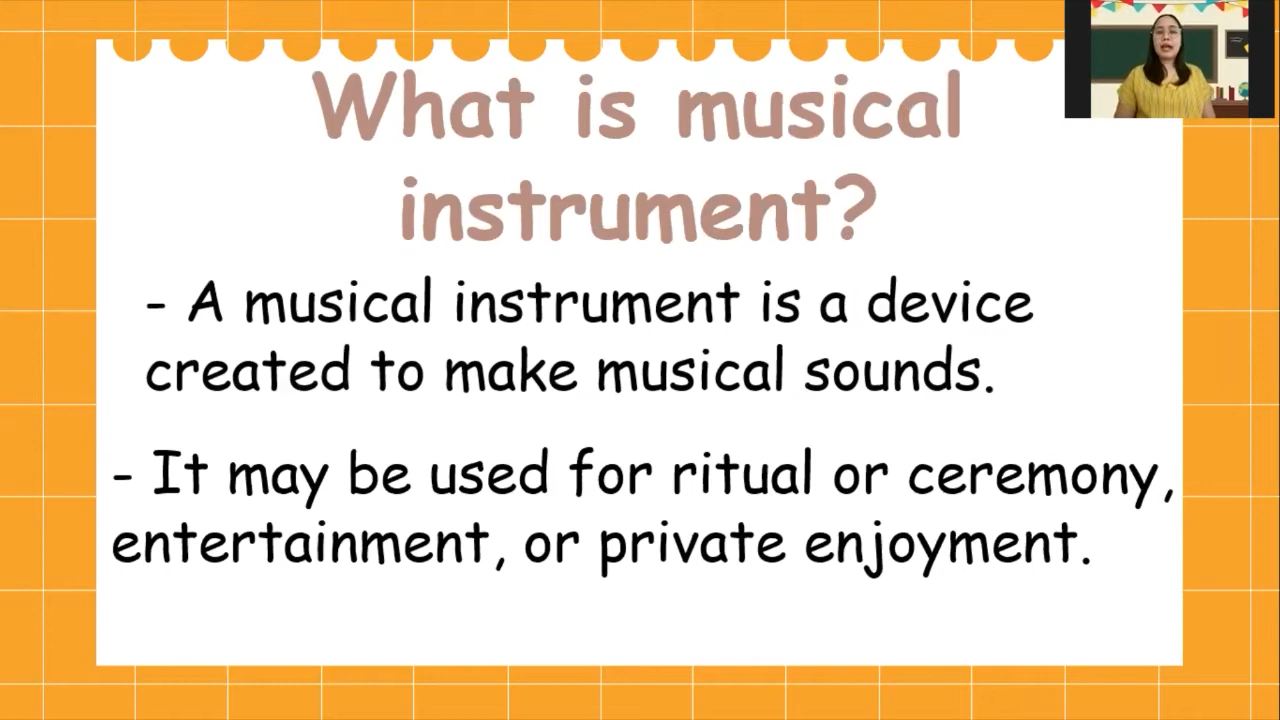 What is musical
instrument?
- A musical instrument is a device
created to make musical sounds.
- It may be used for ritual or ceremony,
entertainment, or private enjoyment.